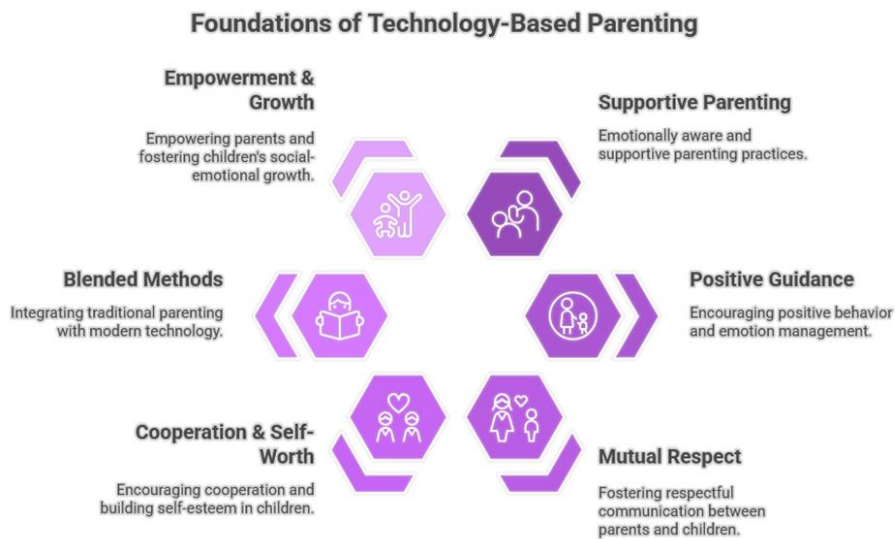 Foundations of Technology-Based Parenting
Empowerment &
Growth
Empowering parents and
fostering children's social-
emotional growth.
Supportive Parenting
Emotionally aware and
supportive parenting practices.
Blended Methods
Integrating traditional parenting
with modern technology.
Positive Guidance
Encouraging positive behavior
and emotion management.
Cooperation & Self-
Worth
Encouraging cooperation and
building self-esteem in children.
Mutual Respect
Fostering respectful
communication between
parents and children.